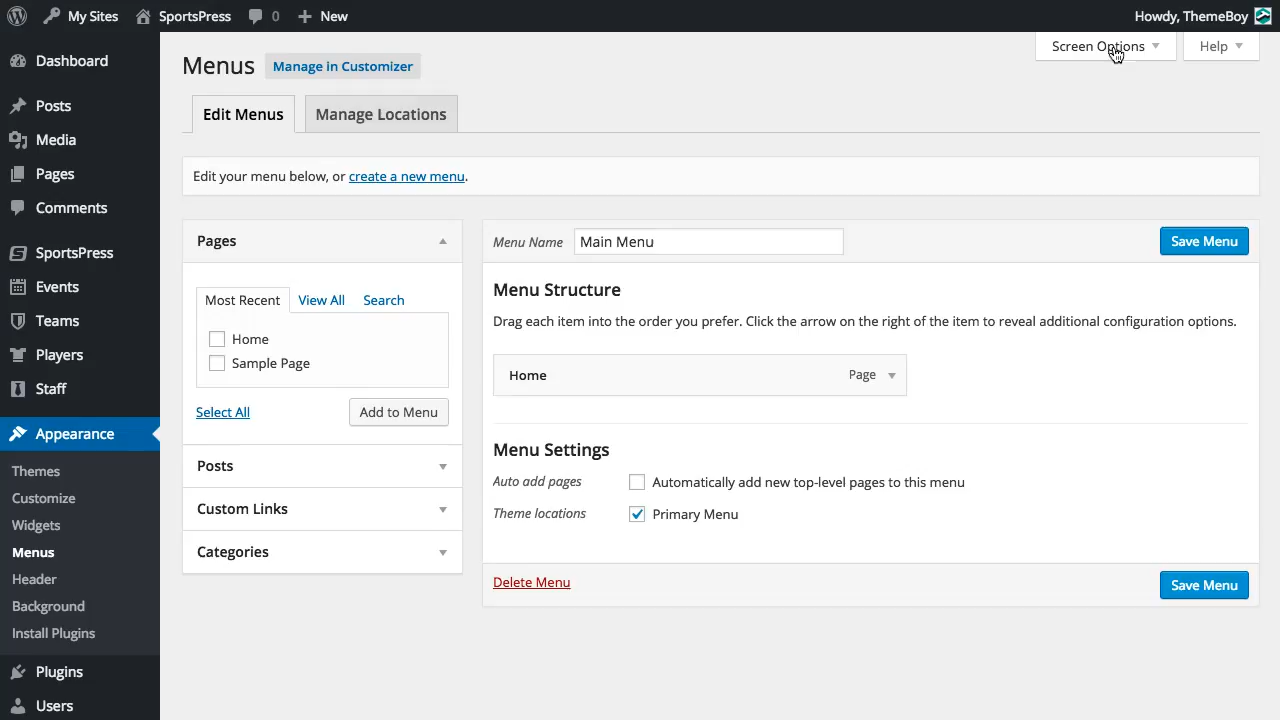 My Sites SportsPress 0 New Howdy, ThemeBoy
Dashboard
Posts
Media
Pages
Comments
SportsPress
Events
Teams
Players
Staff
Appearance
Themes
Customize
Widgets
Menus
Header
Background
Install Plugins
Plugins
Users
Screen Options Help
Menus Manage in Customizer
Edit Menus Manage Locations
Edit your menu below, or create a new menu.
Pages
Most Recent View All Search
Home
Sample Page
Select All Add to Menu
Posts
Custom Links
Categories
Menu Name Main Menu Save Menu
Menu Structure
Drag each item into the order you prefer. Click the arrow on the right of the item to reveal additional configuration options.
Home Page
Menu Settings
Auto add pages Automatically add new top-level pages to this menu
Theme locations Primary Menu
Delete Menu Save Menu